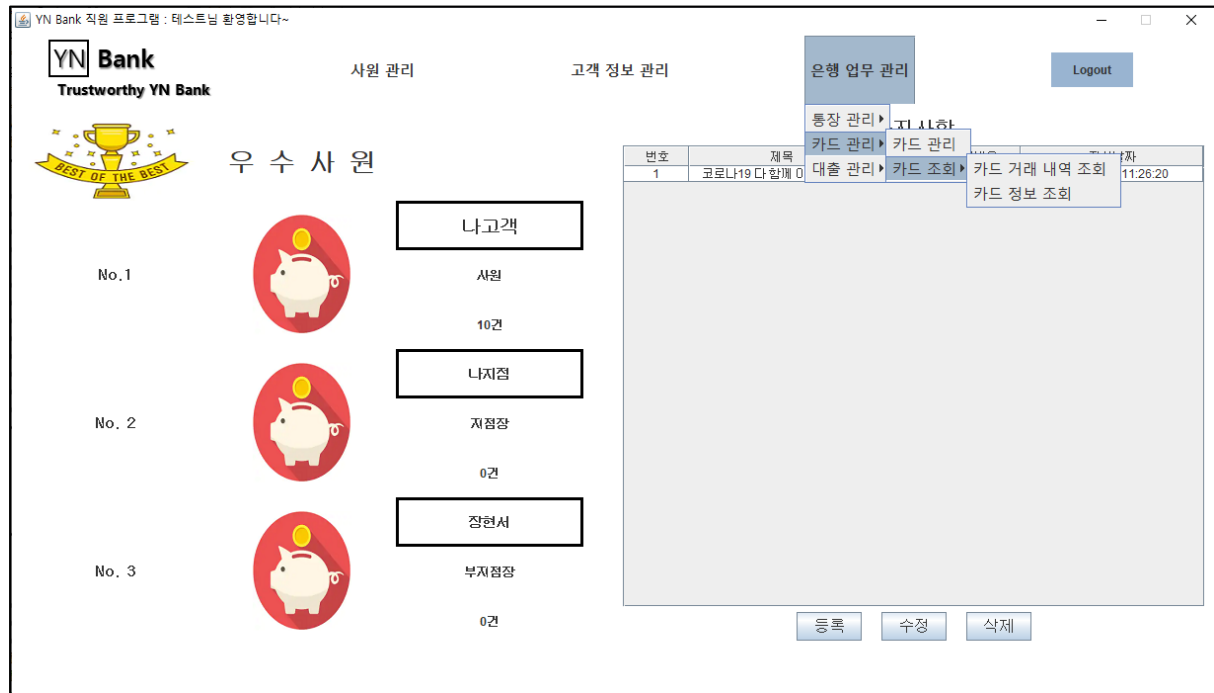 YN Bank 직원 프로그램 : 테스트님 환영합니다~
YN Bank
Trustworthy YN Bank
사원 관리
고객 정보 관리
은행 업무 관리
Logout
통장 관리
카드 관리
대출 관리
카드 관리
카드 조회
카드 거래 내역 조회
카드 정보 조회
BEST OF THE BEST
우 수 사 원
번호 제목
1 코로나19 다 함께 11:26:20
No.1
나고객
사원
10건
No. 2
나지점
지점장
0건
No. 3
장현서
부지점장
0건
등록 수정 삭제